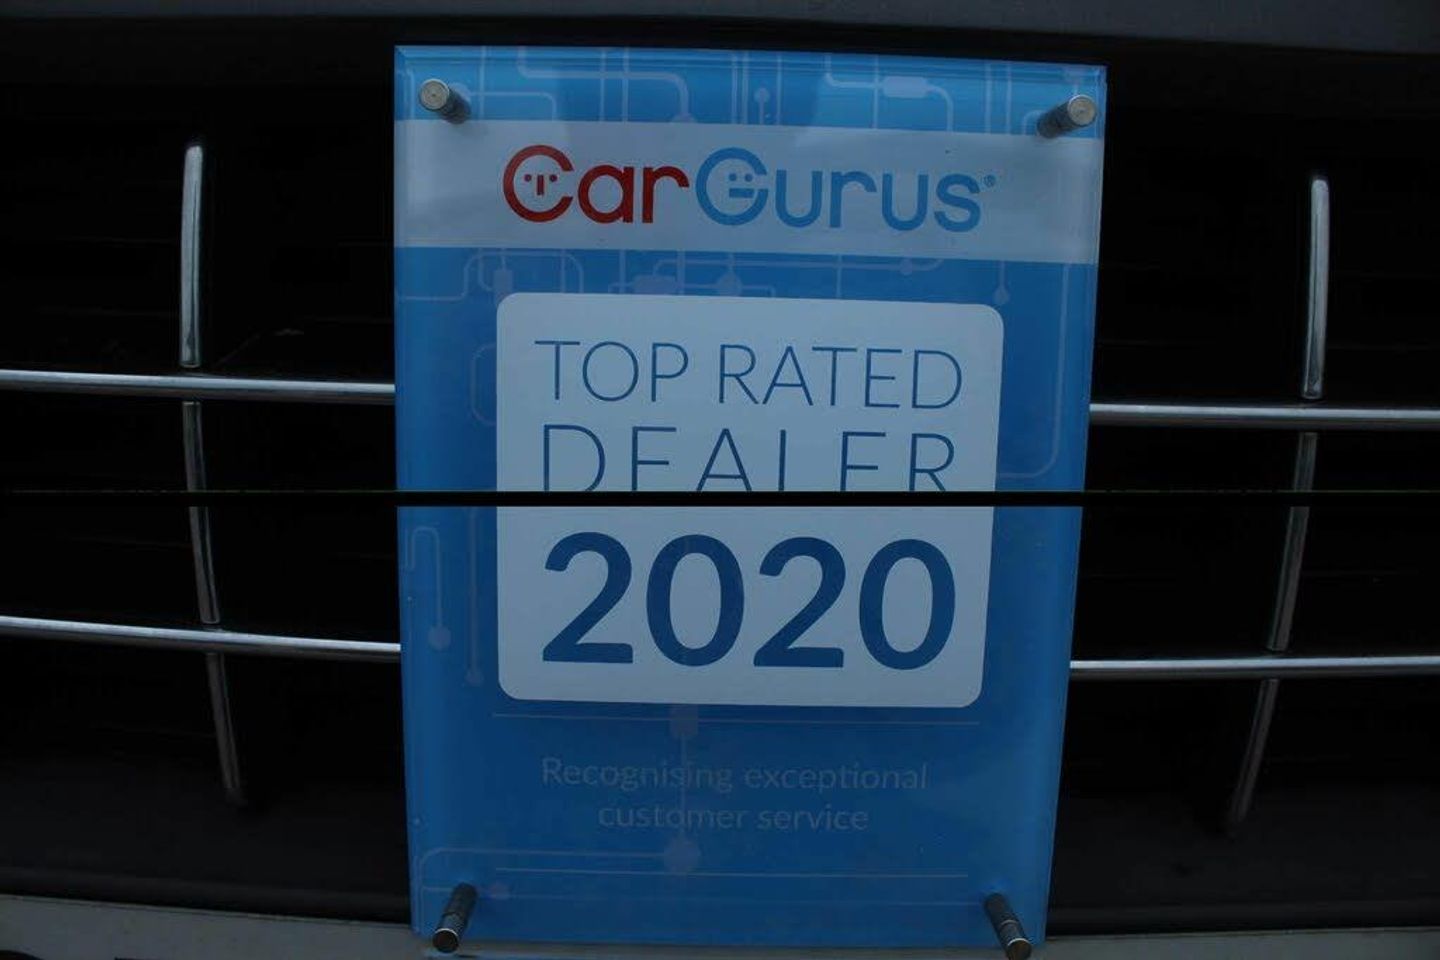 CarGurus®
TOP RATED
DEALER
2020
Recognising exceptional
customer service